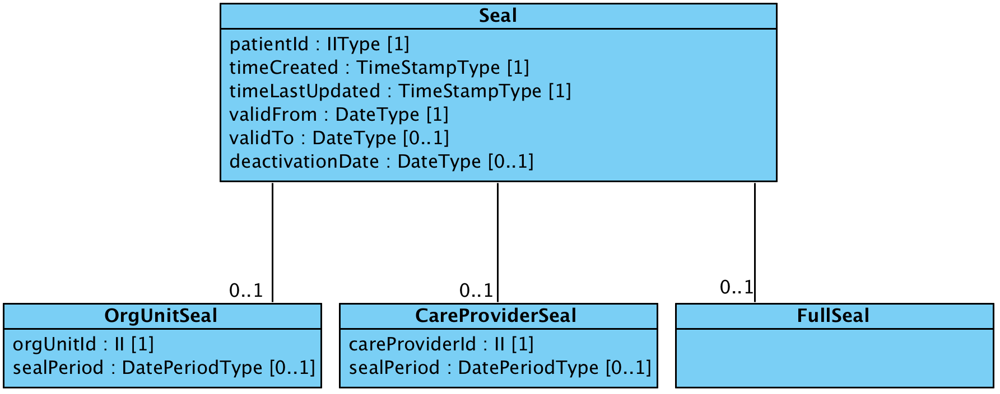 Seal
patientId : IIType [1]
timeCreated : TimeStampType [1]
timeLastUpdated : TimeStampType [1]
validFrom : DateType [1]
validTo : DateType [0..1]
deactivationDate : DateType [0..1]
0..1
0..1
0..1
OrgUnitSeal
orgUnitId : II [1]
sealPeriod : DatePeriodType [0..1]
CareProviderSeal
careProviderId : II [1]
sealPeriod : DatePeriodType [0..1]
FullSeal